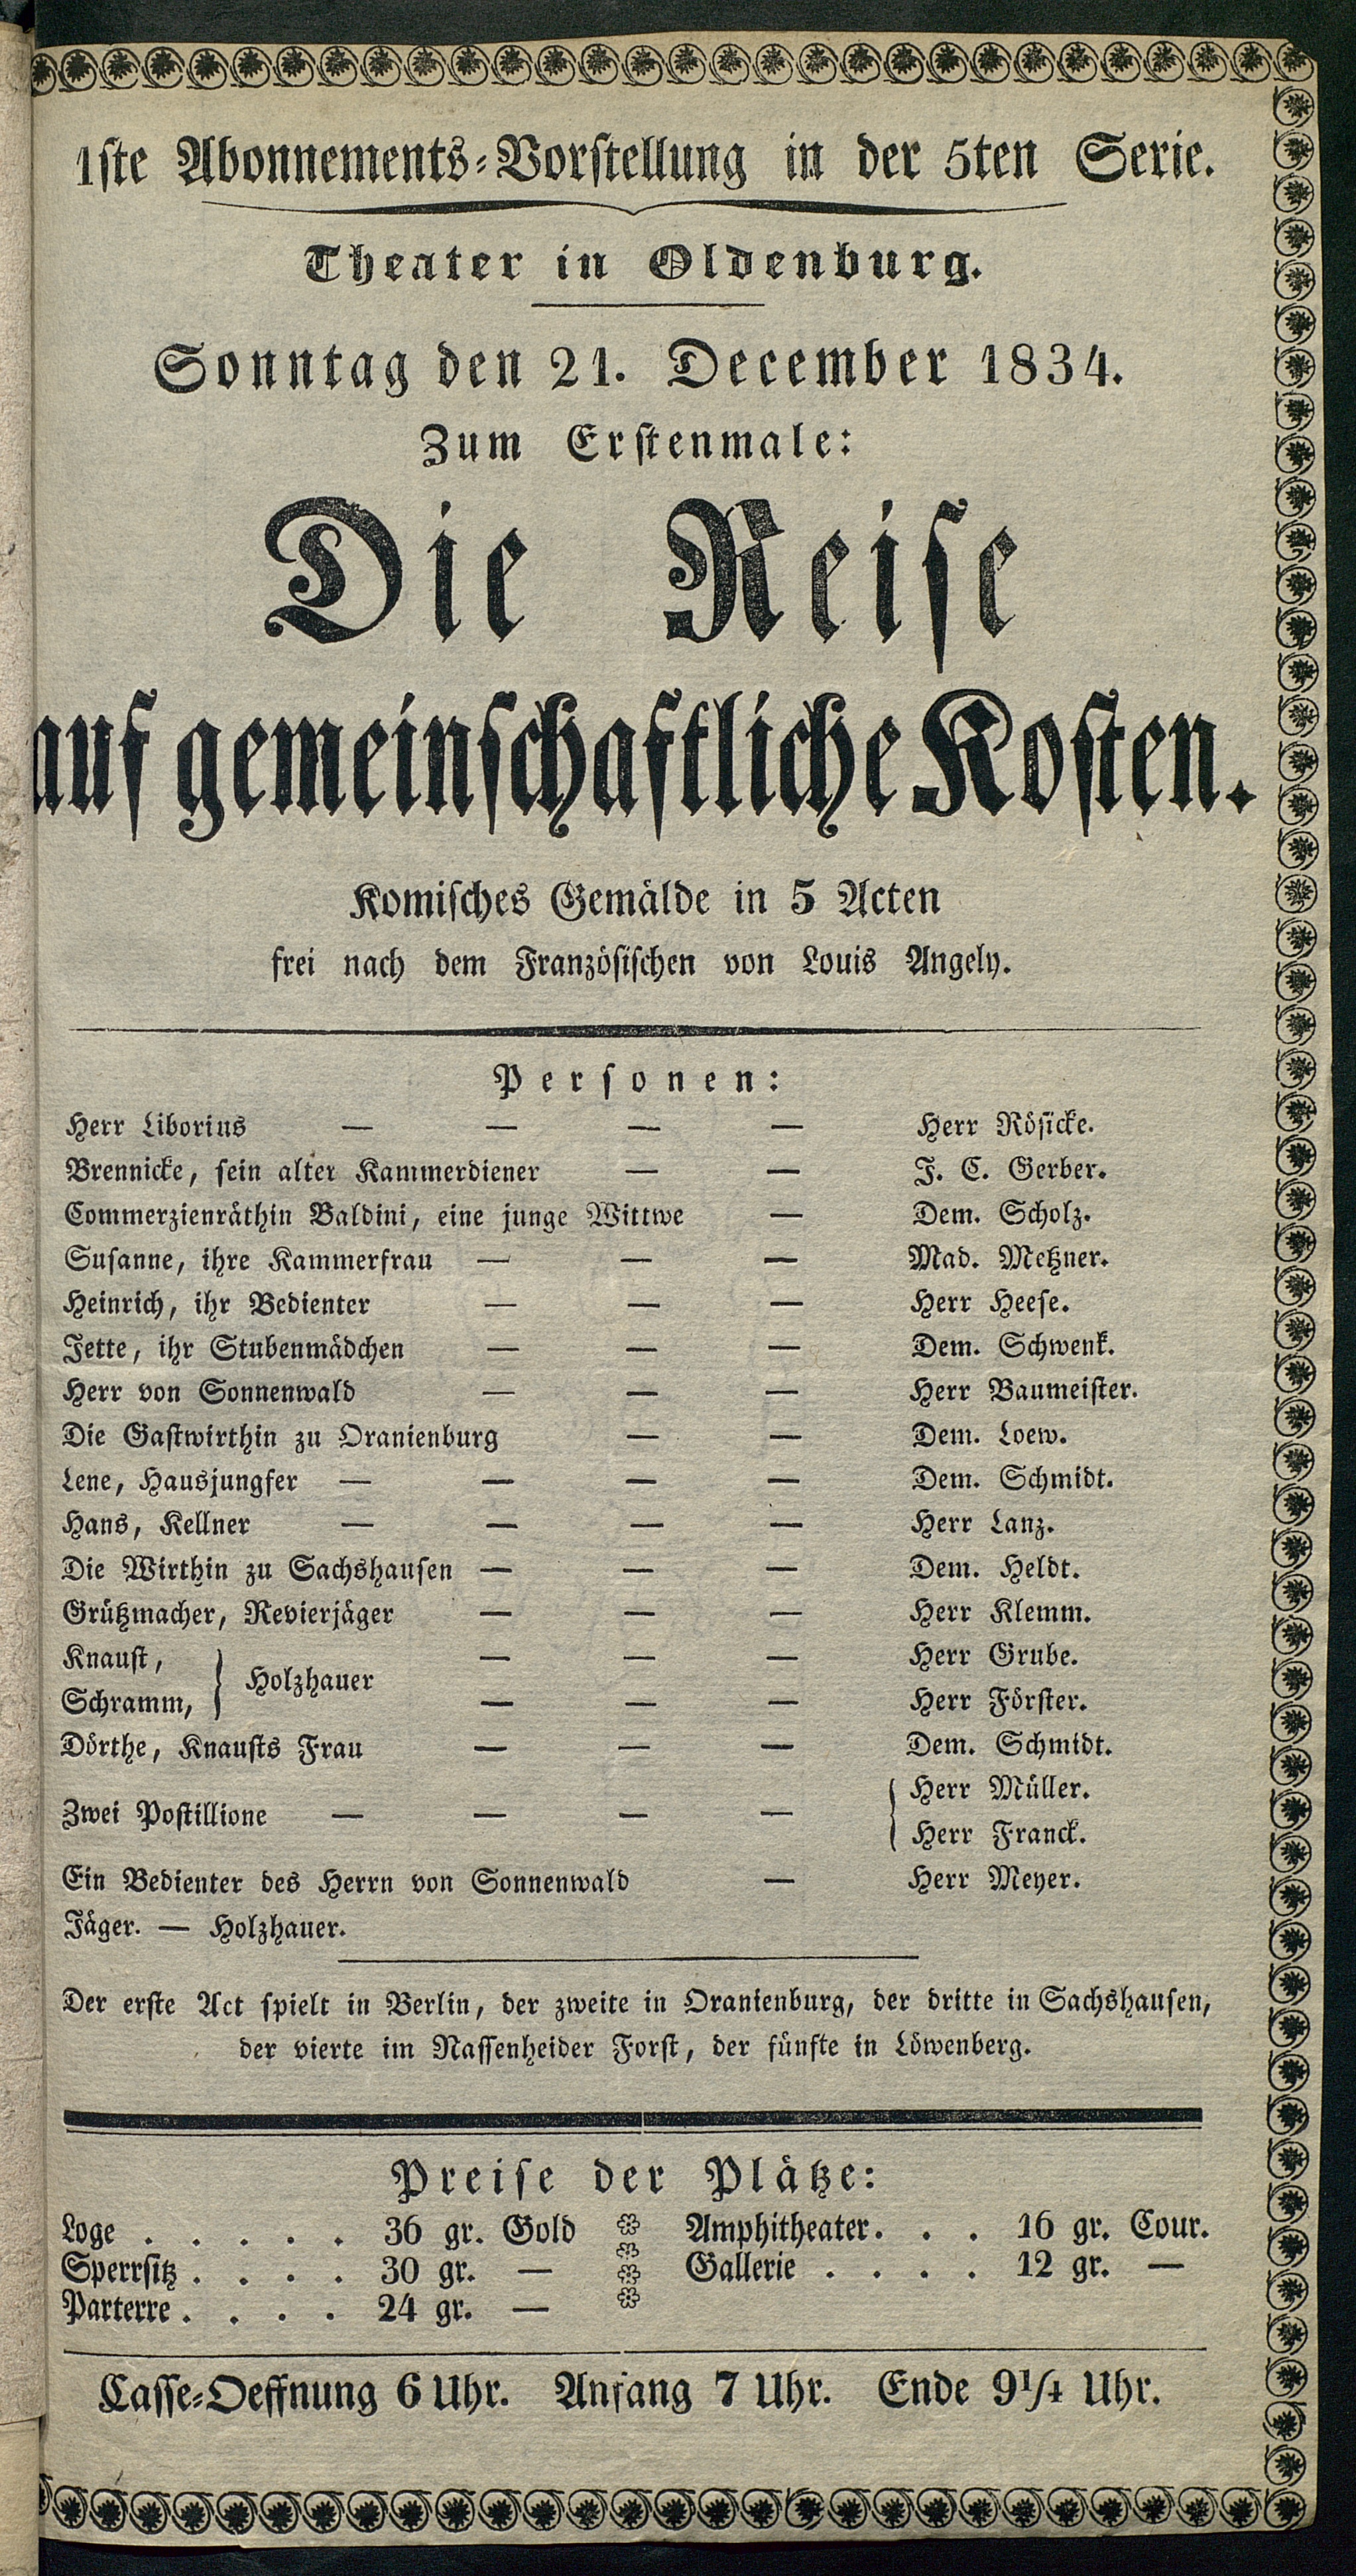 1ste Abonnements-Vorstellung in der 5ten Serie.
Theater in Oldenburg.
Sonntag den 21. December 1834.
Zum Erstenmale:
Die Reise
auf gemeinschaftliche Kosten.
Komisches Gemälde in 5 Acten
frei nach dem Französischen von Louis Angely.
Personen:
Herr Liborius — — — — Herr Rösicke.
Brennicke, sein alter Kammerdiener — — J. C. Gerber.
Commerzienräthin Baldini, eine junge Wittwe — Dem. Scholz.
Susanne, ihre Kammerfrau — — — Mad. Metzner.
Heinrich, ihr Bedienter — — — Herr Heese.
Jette, ihr Stubenmädchen — — — Dem. Schwenk.
Herr von Sonnenwald — — — Herr Baumeister.
Die Gastwirthin zu Oranienburg — — Dem. Loew.
Lene, Hausjungfer — — — — Dem. Schmidt.
Hans, Kellner — — — — Herr Lanz.
Die Wirthin zu Sachshausen — — — Dem. Heldt.
Grützmacher, Revierjäger — — — Herr Klemm.
Knaust, } Holzhauer — — — Herr Grube.
Schramm, — — — Herr Förster.
Dörthe, Knausts Frau — — — Dem. Schmidt.
Zwei Postillione — — — — { Herr Müller.
Herr Franck.
Ein Bedienter des Herrn von Sonnenwald — Herr Meyer.
Jäger. — Holzhauer.
Der erste Act spielt in Berlin, der zweite in Oranienburg, der dritte in Sachshausen,
der vierte im Nassenheider Forst, der fünfte in Löwenberg.
Preise der Plätze:
Loge . . . . . 36 gr. Gold
Sperrsitz . . . . 30 gr. —
Parterre . . . . 24 gr. —
Amphitheater . . . 16 gr. Cour.
Gallerie . . . . 12 gr. —
Casse-Oeffnung 6 Uhr. Anfang 7 Uhr. Ende 9¼ Uhr.